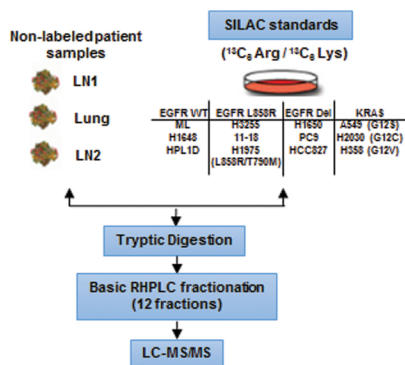 Non-labeled patient
samples
LN1
Lung
LN2
SILAC standards
(¹³C₆ Arg / ¹³C₆ Lys)
EGFR WT EGFR L858R EGFR Del KRAS
ML H3255 H1650 A549 (G12S)
H1648 11-18 PC9 H2030 (G12C)
HPL1D H1975 HCC827 H358 (G12V)
(L858R/T790M)
Tryptic Digestion
Basic RHPLC fractionation
(12 fractions)
LC-MS/MS